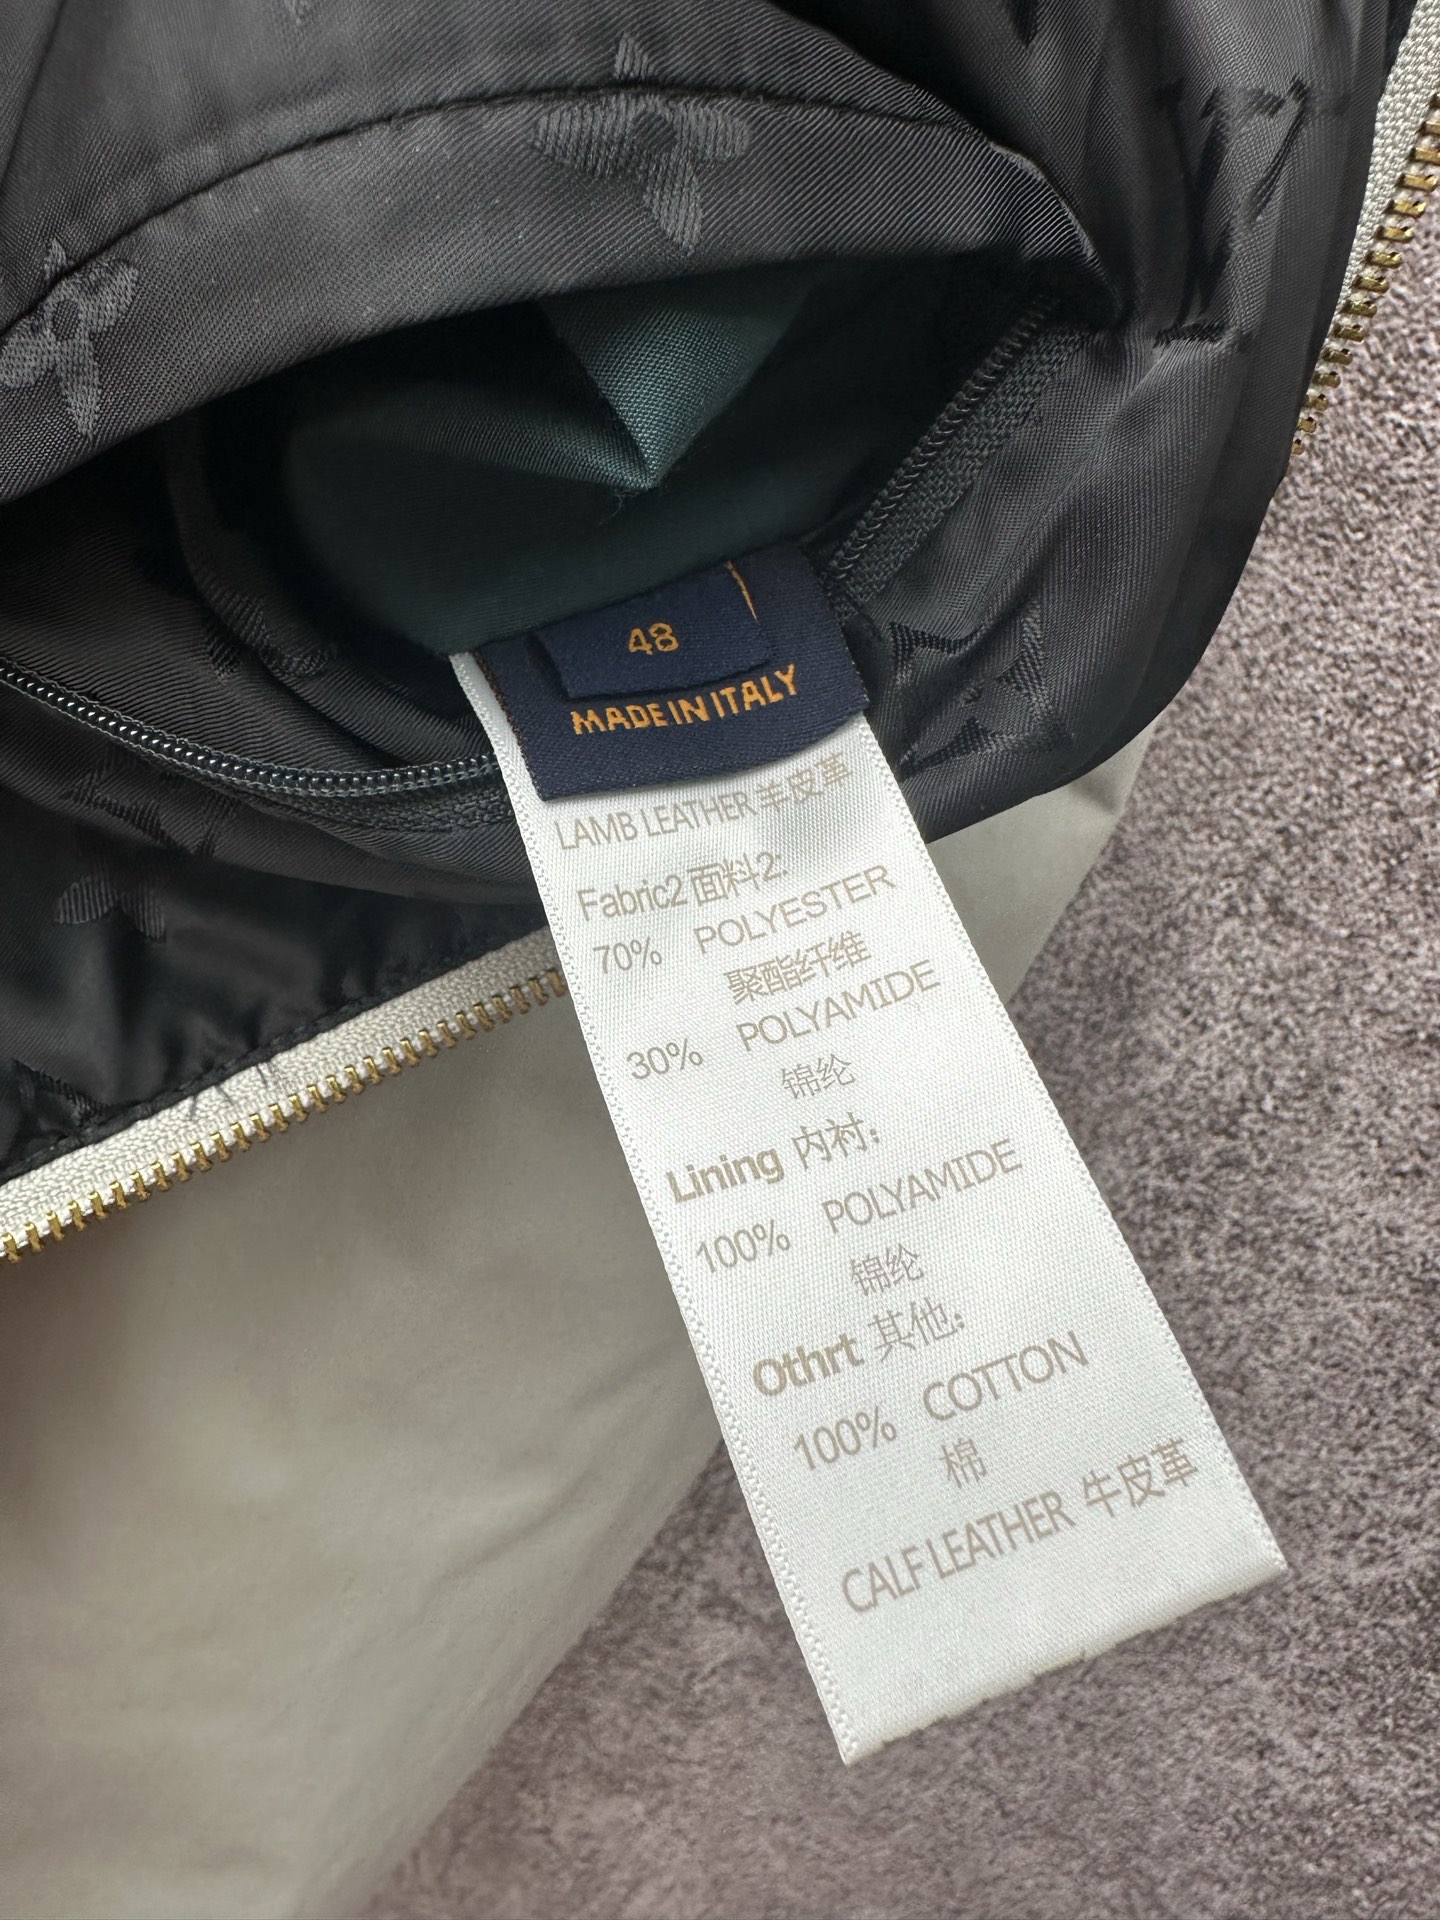 48
MADE IN ITALY
LAMB LEATHER 羊皮革
Fabric2 面料2:
70% POLYESTER
聚酯纤维
30% POLYAMIDE
锦纶
Lining 内衬:
100% POLYAMIDE
锦纶
Othrt 其他:
100% COTTON
棉
CALF LEATHER 牛皮革